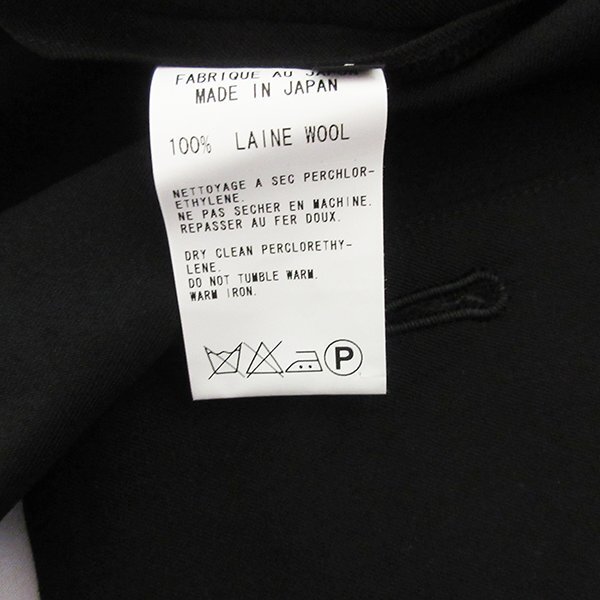 FABRIQUE AU JAPON
MADE IN JAPAN
100% LAINE WOOL
NETTOYAGE A SEC PERCHLOR-
ETHYLENE.
NE PAS SECHER EN MACHINE.
REPASSER AU FER DOUX.
DRY CLEAN PERCLORETHY-
LENE.
DO NOT TUMBLE WARM.
WARM IRON.
P